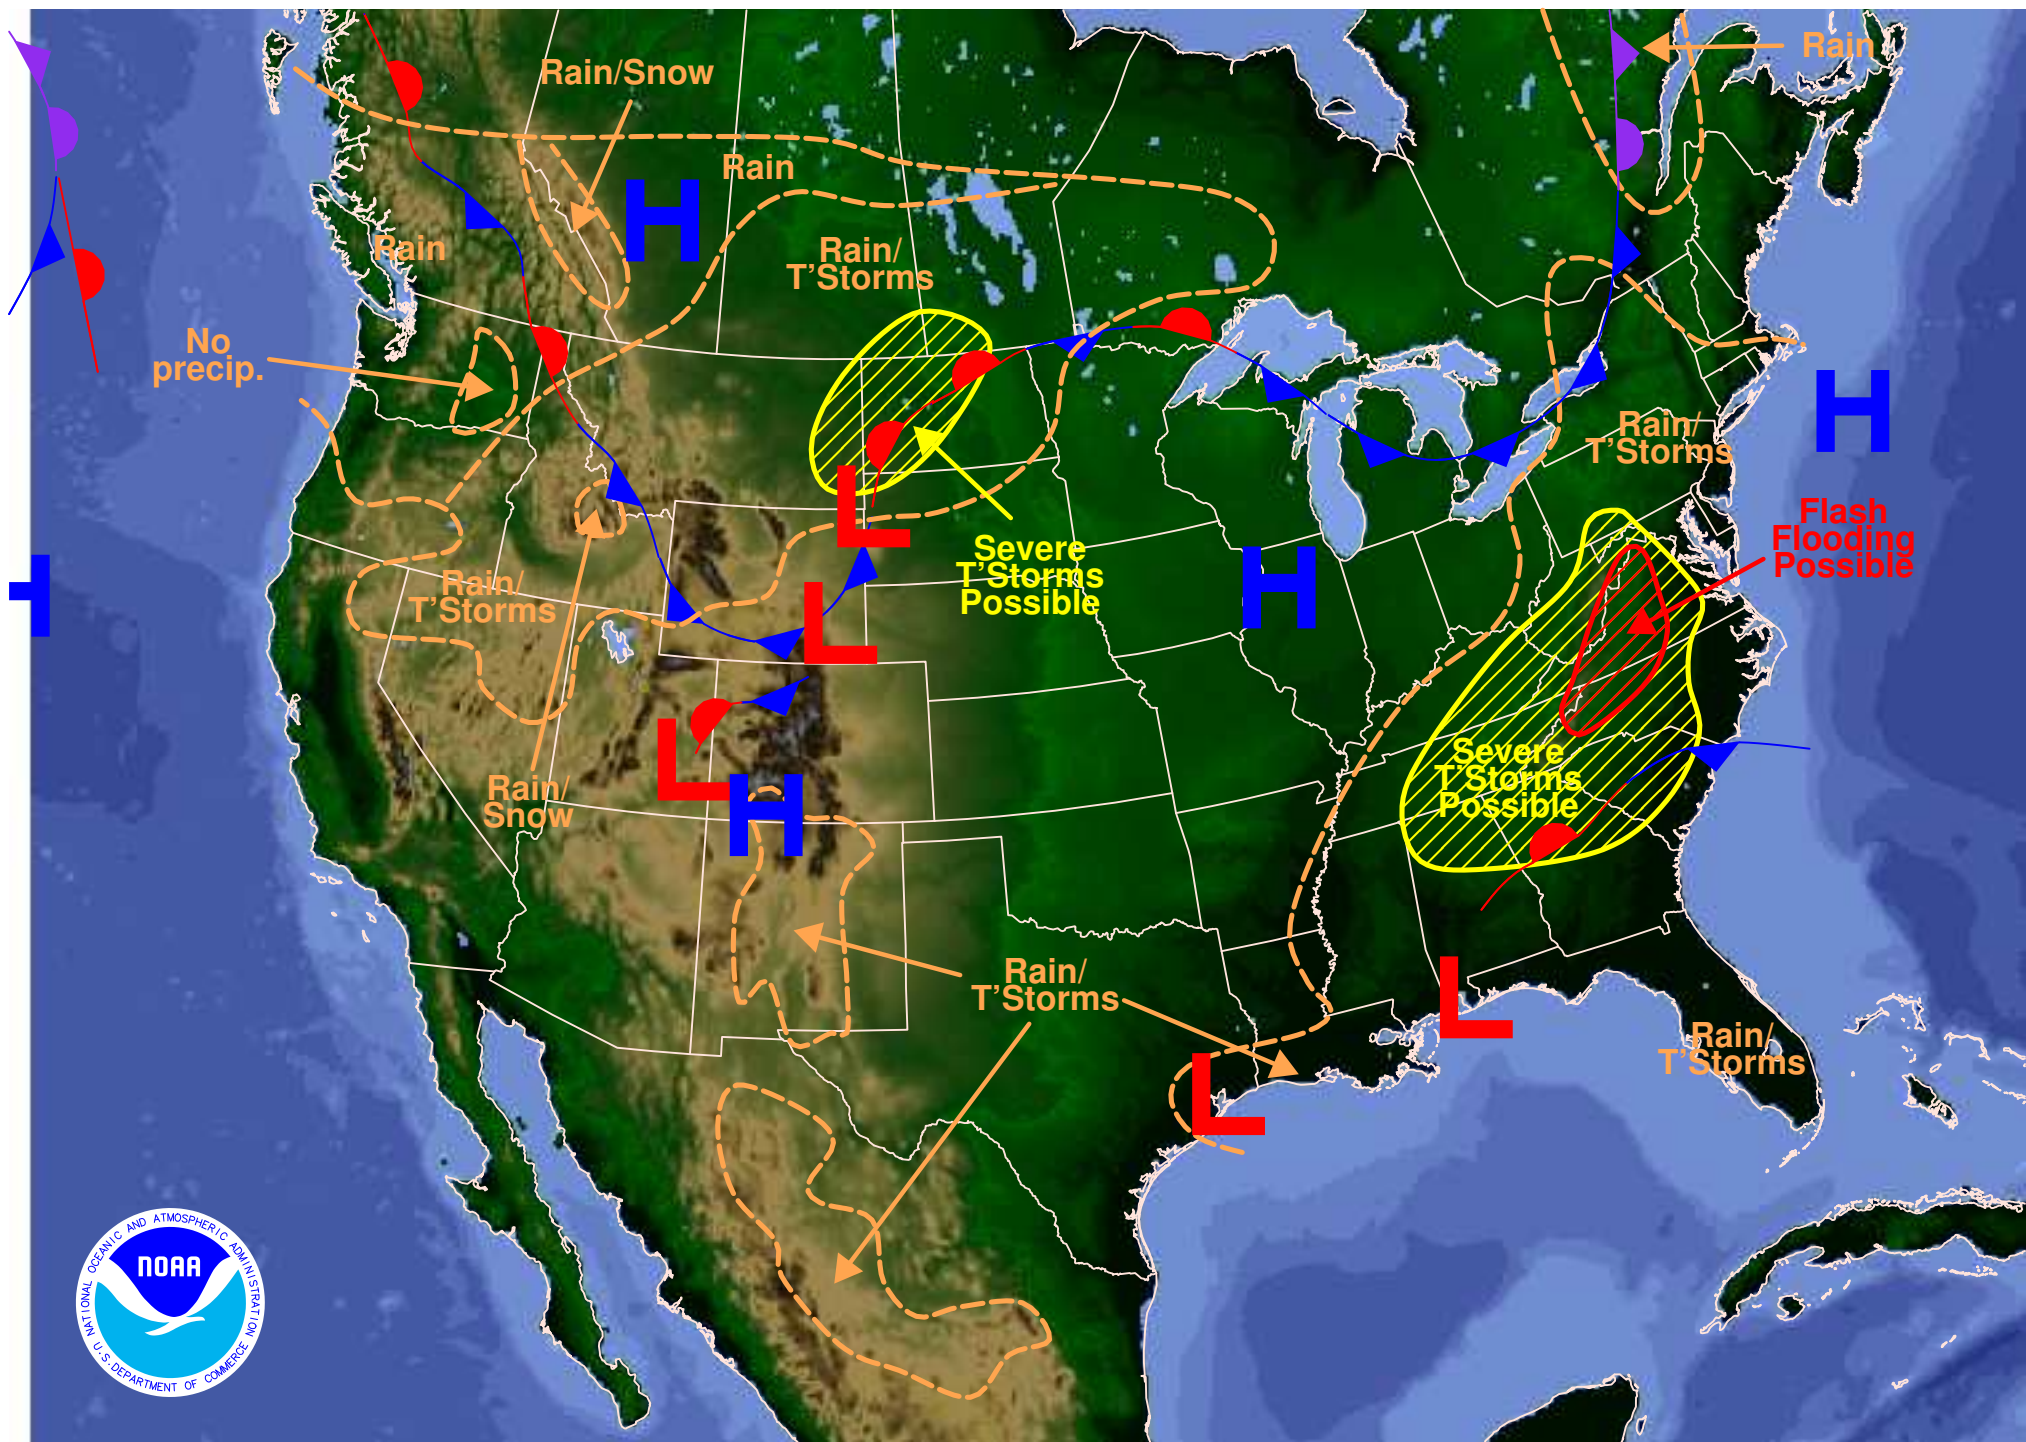 Rain
Rain/Snow
H
Rain
Rain
Rain/
T'Storms
No
precip.
H
Rain/
T'Storms
L
Flash
Flooding
Possible
Severe
T'Storms
Possible
H
H
Rain/
T'Storms
L
L
Severe
T'Storms
Possible
Rain/
Snow
H
Rain/
T'Storms
L
Rain/
T'Storms
L
NATIONAL OCEANIC AND ATMOSPHERIC ADMINISTRATION
NOAA
U.S. DEPARTMENT OF COMMERCE